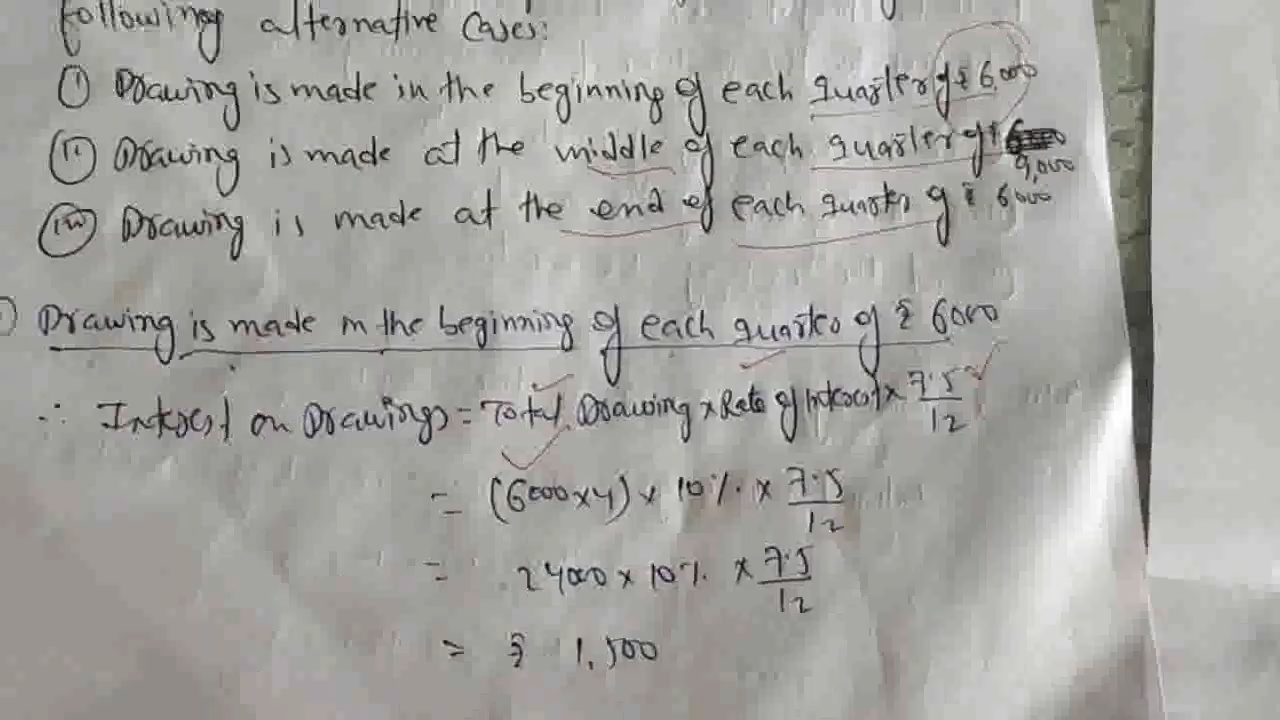 following alternative Cases:
(i) Drawing is made in the beginning of each quarter of ₹ 6,000
(ii) Drawing is made at the middle of each quarter of ₹
9,000
(iii) Drawing is made at the end of each quarter of ₹ 6000
Drawing is made in the beginning of each quarter of ₹ 6000
∴ Interest on Drawings = Total Drawing × Rate of Interest × 7.5/12
= (6000×4) × 10% × 7.5/12
= 24000 × 10% × 7.5/12
= ₹ 1,500